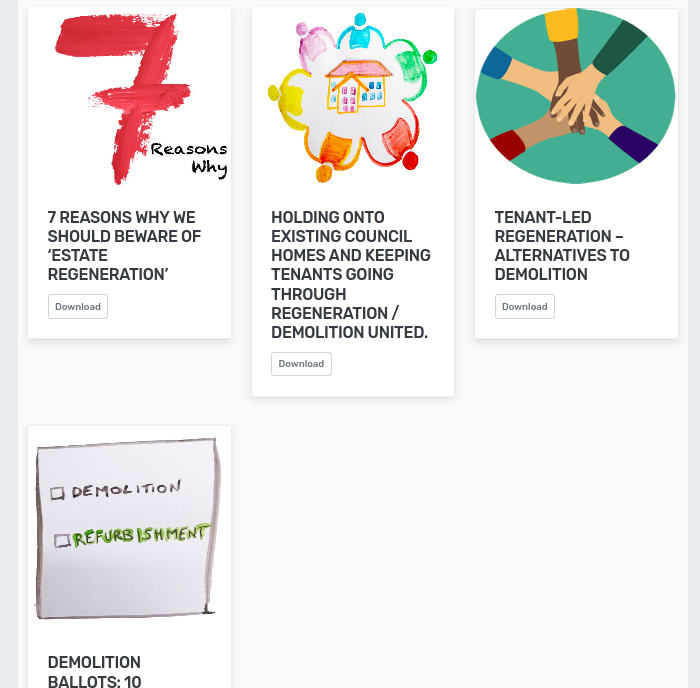 Reasons
Why
7 REASONS WHY WE
SHOULD BEWARE OF
‘ESTATE
REGENERATION’
Download
HOLDING ONTO
EXISTING COUNCIL
HOMES AND KEEPING
TENANTS GOING
THROUGH
REGENERATION /
DEMOLITION UNITED.
Download
TENANT-LED
REGENERATION –
ALTERNATIVES TO
DEMOLITION
Download
DEMOLITION
REFURBISHMENT
DEMOLITION
BALLOTS: 10